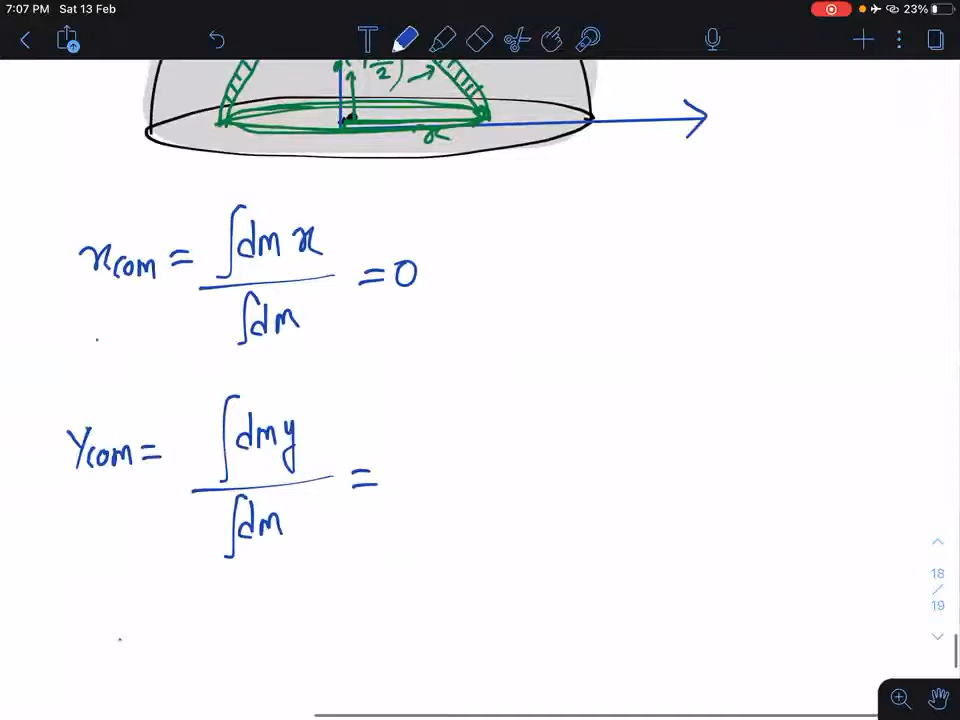 7:07 PM Sat 13 Feb 23%
T
x
x_com = ∫dm x / ∫dm = 0
Y_com = ∫dm y / ∫dm =
18
/
19